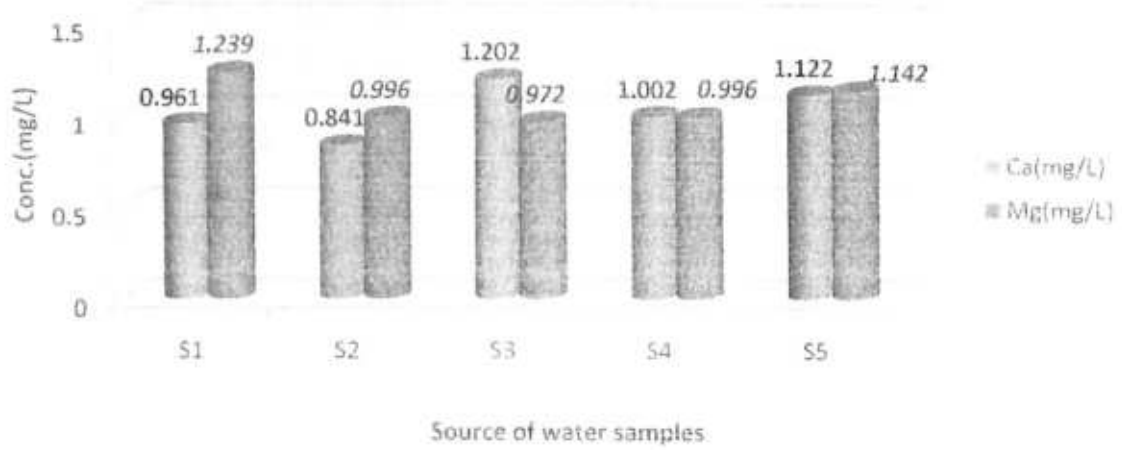 1.5
1
0.5
0
Conc.(mg/L)
0.961
1.239
0.841
0.996
1.202
0.972
1.002
0.996
1.122
1.142
S1
S2
S3
S4
S5
Source of water samples
Ca(mg/L)
Mg(mg/L)